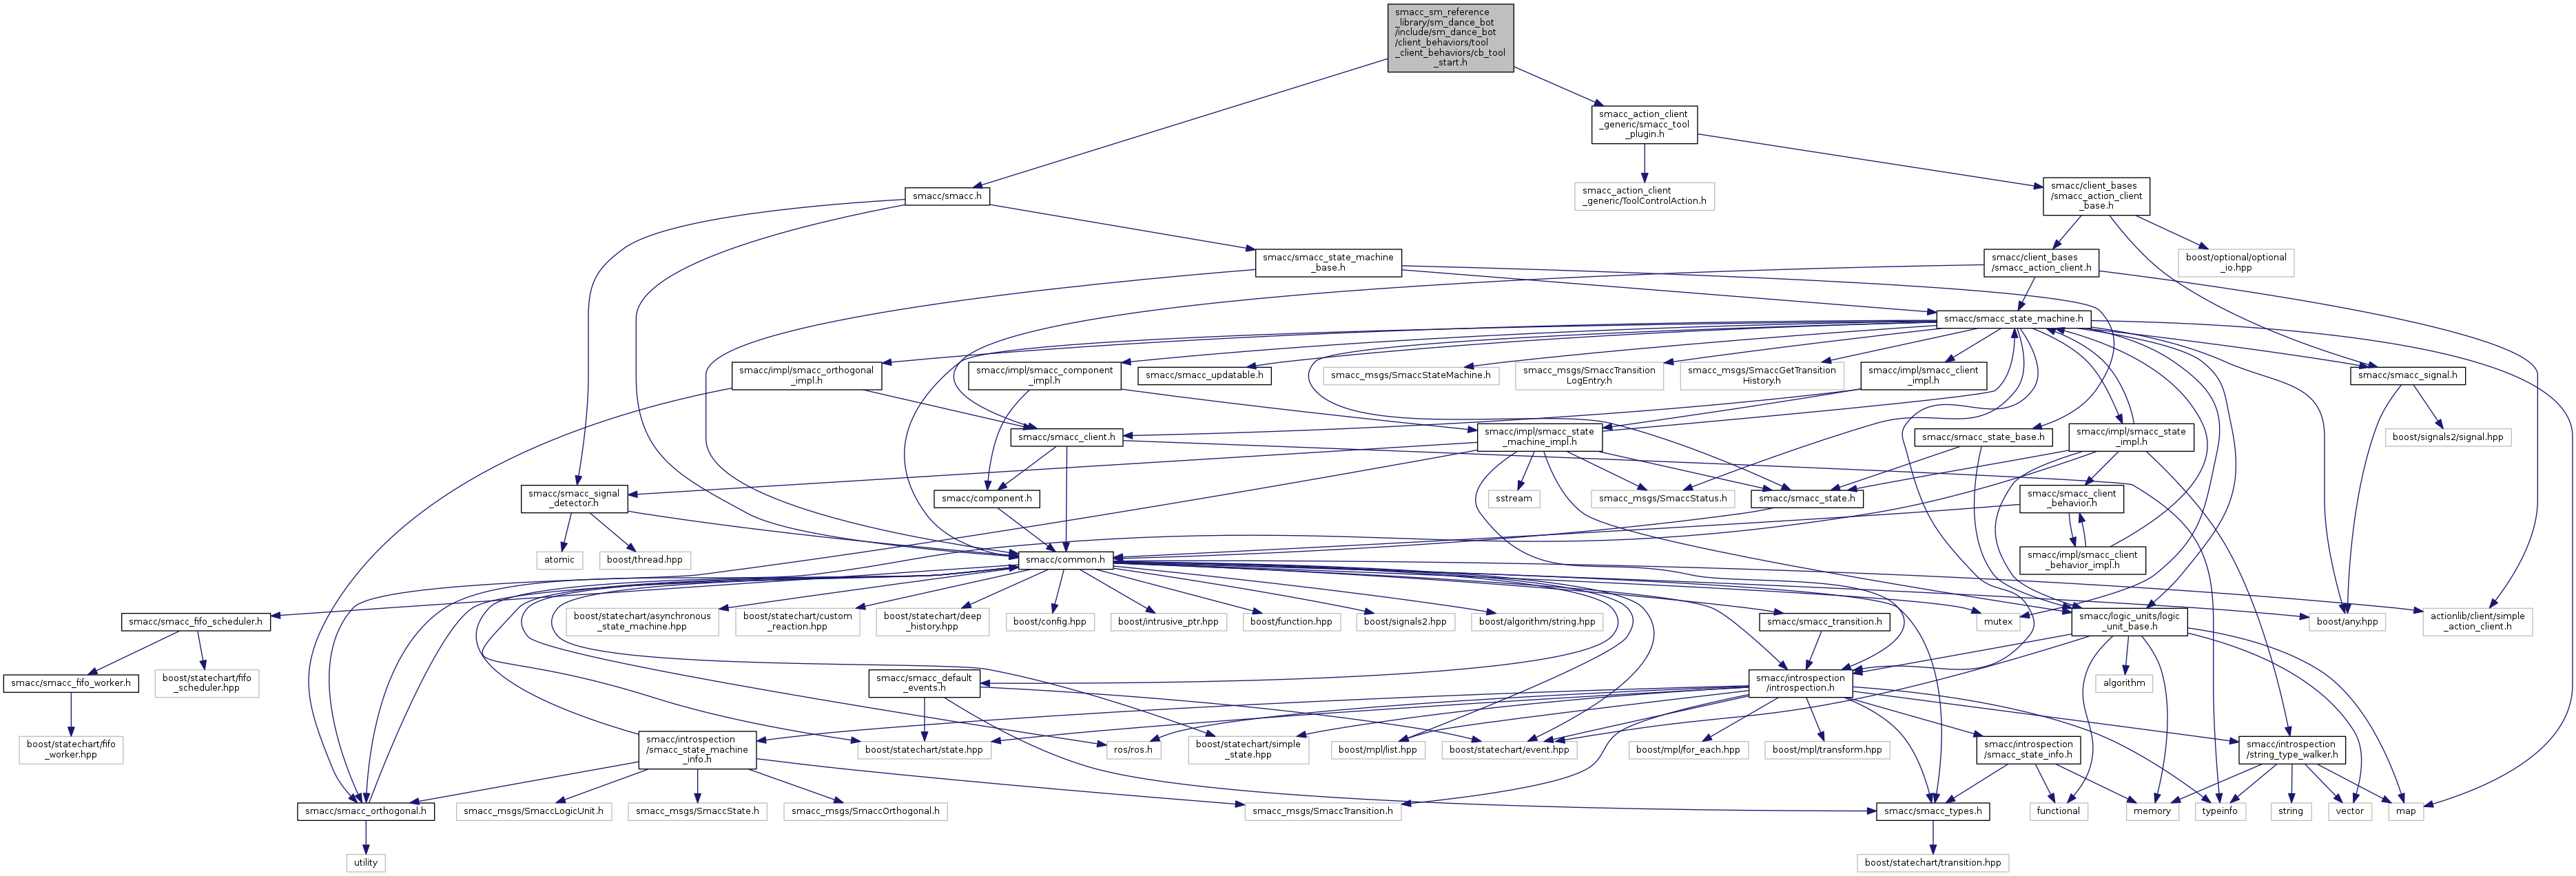 smacc_sm_reference
_library/sm_dance_bot
/include/sm_dance_bot
/client_behaviors/tool
_client_behaviors/cb_tool
_start.h
smacc_action_client
_generic/smacc_tool
_plugin.h
smacc/smacc.h
smacc_action_client
_generic/ToolControlAction.h
smacc/client_bases
/smacc_action_client
_base.h
smacc/smacc_state_machine
_base.h
smacc/client_bases
/smacc_action_client.h
boost/optional/optional
_io.hpp
smacc/smacc_state_machine.h
smacc/impl/smacc_orthogonal
_impl.h
smacc/impl/smacc_component
_impl.h
smacc/smacc_updatable.h
smacc_msgs/SmaccStateMachine.h
smacc_msgs/SmaccTransition
LogEntry.h
smacc_msgs/SmaccGetTransition
History.h
smacc/impl/smacc_client
_impl.h
smacc/smacc_signal.h
smacc/smacc_client.h
smacc/impl/smacc_state
_machine_impl.h
smacc/smacc_state_base.h
smacc/impl/smacc_state
_impl.h
boost/signals2/signal.hpp
smacc/smacc_signal
_detector.h
smacc/component.h
sstream
smacc_msgs/SmaccStatus.h
smacc/smacc_state.h
smacc/smacc_client
_behavior.h
atomic
boost/thread.hpp
smacc/common.h
smacc/impl/smacc_client
_behavior_impl.h
smacc/smacc_fifo_scheduler.h
boost/statechart/asynchronous
_state_machine.hpp
boost/statechart/custom
_reaction.hpp
boost/statechart/deep
_history.hpp
boost/config.hpp
boost/intrusive_ptr.hpp
boost/function.hpp
boost/signals2.hpp
boost/algorithm/string.hpp
smacc/smacc_transition.h
mutex
smacc/logic_units/logic
_unit_base.h
boost/any.hpp
actionlib/client/simple
_action_client.h
smacc/smacc_fifo_worker.h
boost/statechart/fifo
_scheduler.hpp
smacc/smacc_default
_events.h
smacc/introspection
/introspection.h
algorithm
boost/statechart/fifo
_worker.hpp
smacc/introspection
/smacc_state_machine
_info.h
boost/statechart/state.hpp
ros/ros.h
boost/statechart/simple
_state.hpp
boost/mpl/list.hpp
boost/statechart/event.hpp
boost/mpl/for_each.hpp
boost/mpl/transform.hpp
smacc/introspection
/smacc_state_info.h
smacc/introspection
/string_type_walker.h
smacc/smacc_orthogonal.h
smacc_msgs/SmaccLogicUnit.h
smacc_msgs/SmaccState.h
smacc_msgs/SmaccOrthogonal.h
smacc_msgs/SmaccTransition.h
smacc/smacc_types.h
functional
memory
typeinfo
string
vector
map
utility
boost/statechart/transition.hpp